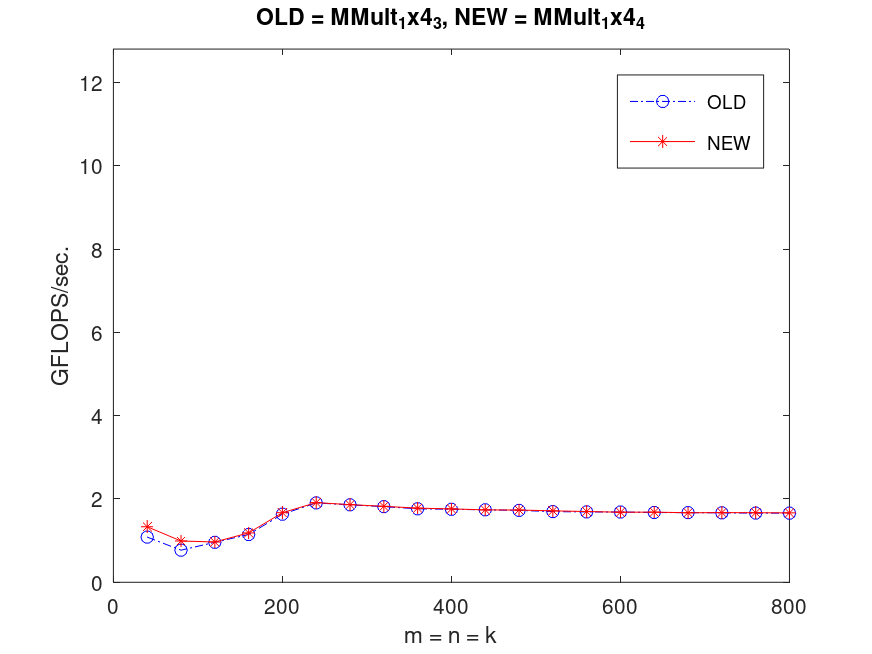 OLD = MMult₁x4₃, NEW = MMult₁x4₄
OLD
NEW
12
10
8
6
4
2
0
GFLOPS/sec.
0 200 400 600 800
m = n = k